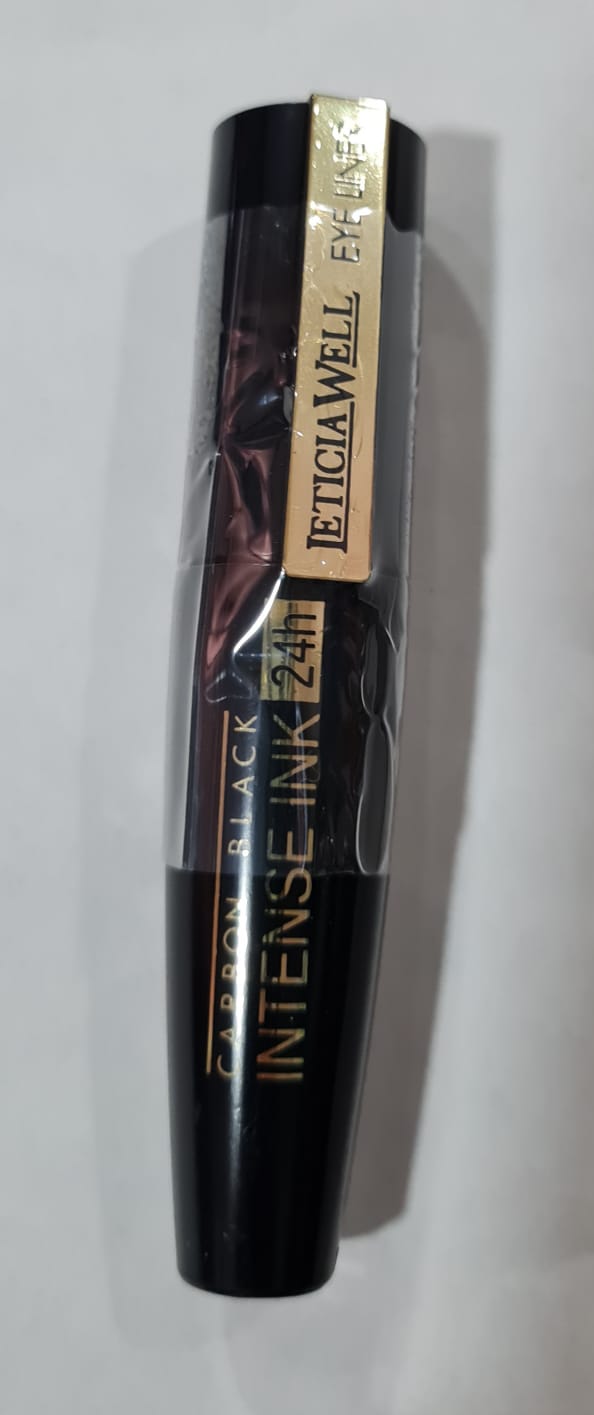 LETICIA WELL EYE LINER
CARBON BLACK
INTENSE INK 24h